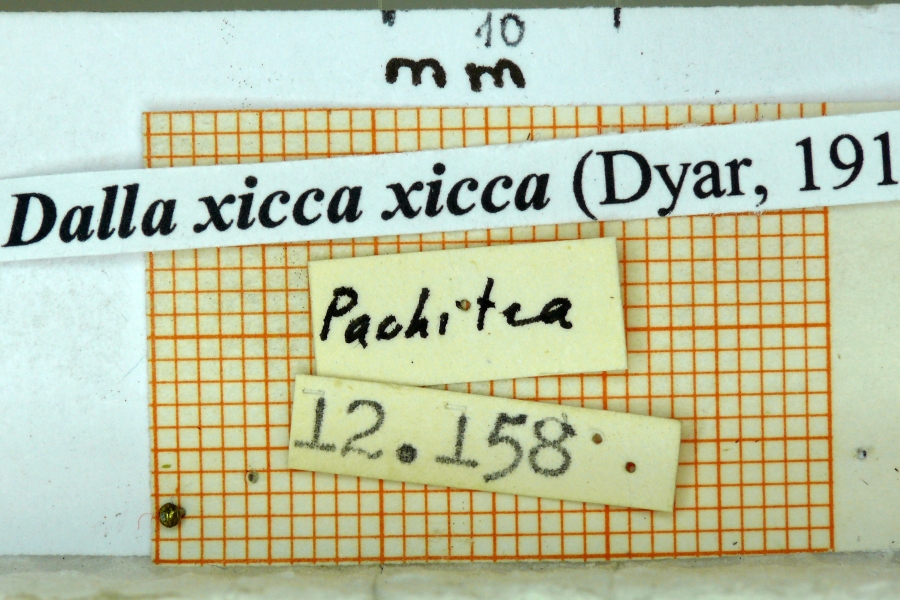 10
mm
Dalla xicca xicca (Dyar, 191
Pachitea
12.158